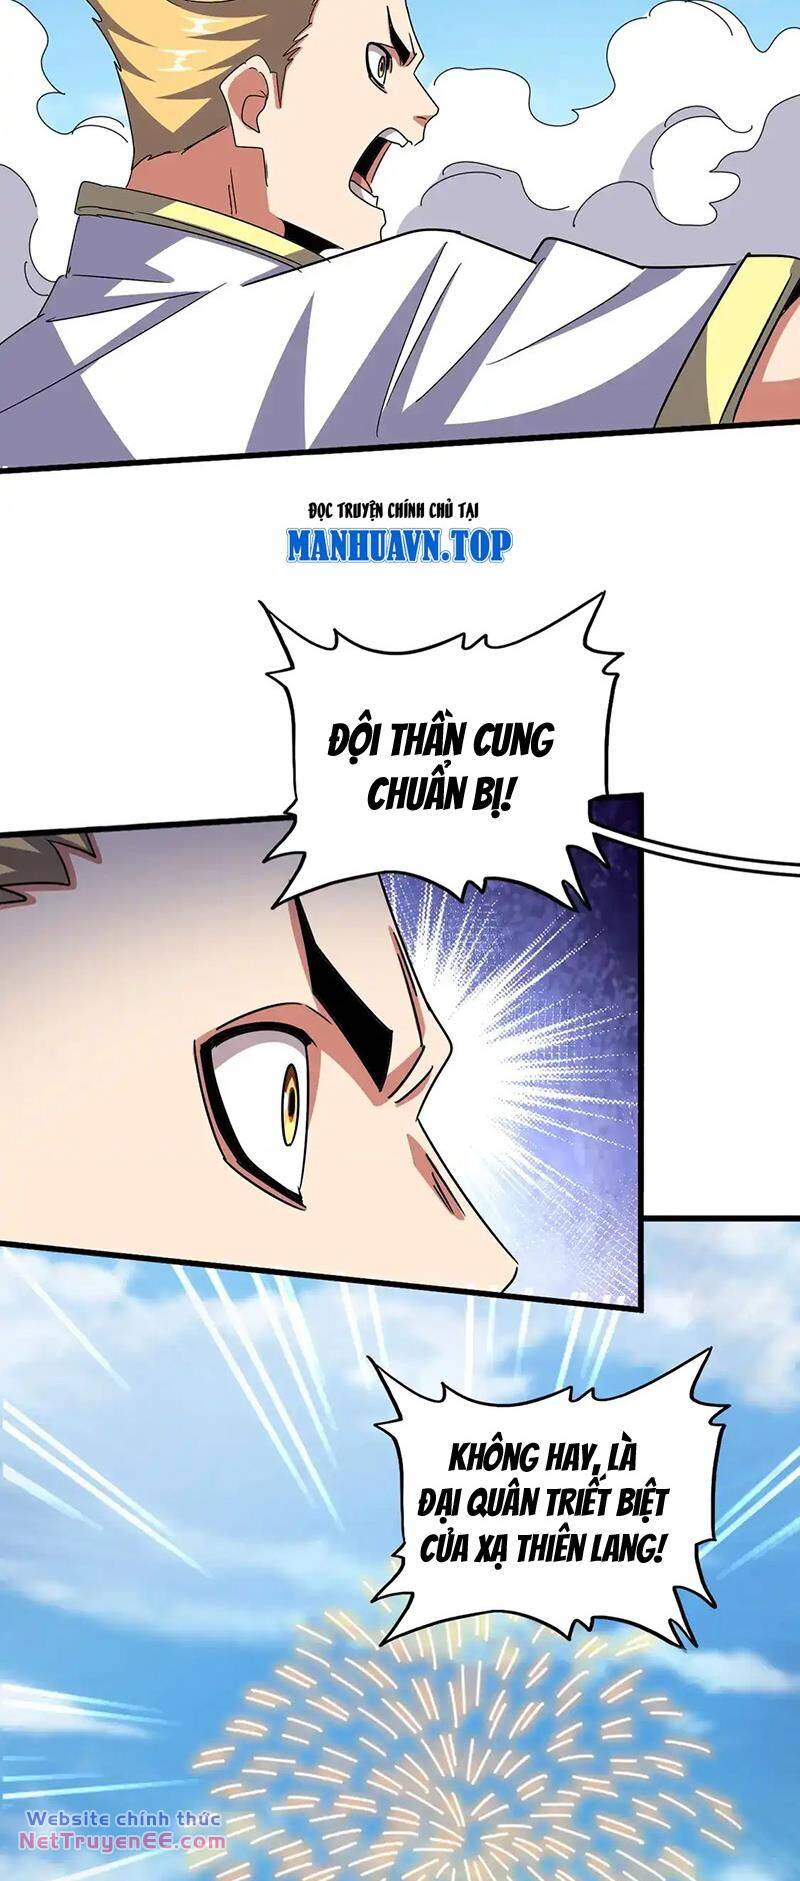 ĐỌC TRUYỆN CHÍNH CHỦ TẠI
MANHUAVN.TOP
ĐỘI THẦN CUNG
CHUẨN BỊ!
KHÔNG HAY, LÀ
ĐẠI QUÂN TRIẾT BIỆT
CỦA XẠ THIÊN LANG!
Website chính thức
NetTruyenEE.com